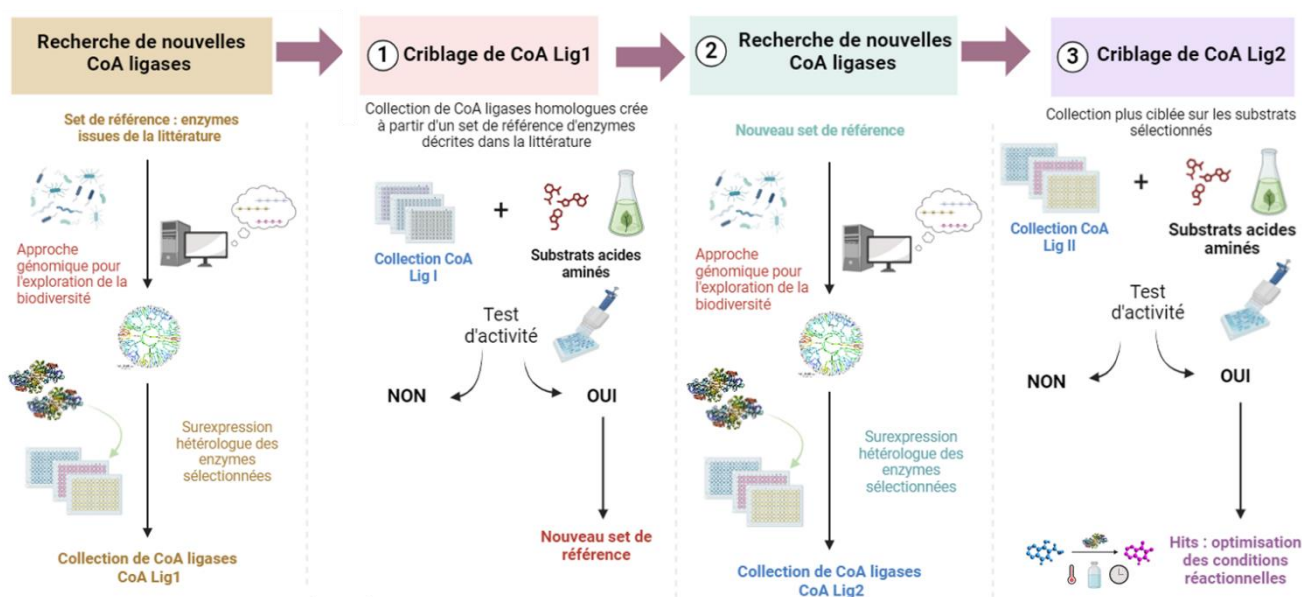 Recherche de nouvelles
CoA ligases
Set de référence : enzymes
issues de la littérature
Approche
génomique pour
l'exploration de la
biodiversité
Surexpression
hétérologue des
enzymes
sélectionnées
Collection de CoA ligases
CoA Lig1
1 Criblage de CoA Lig1
Collection de CoA ligases homologues crée
à partir d'un set de référence d'enzymes
décrites dans la littérature
+
Collection CoA
Lig I
Substrats acides
aminés
Test
d'activité
NON
OUI
Nouveau set de
référence
2 Recherche de nouvelles
CoA ligases
Nouveau set de référence
Approche
génomique pour
l'exploration de la
biodiversité
Surexpression
hétérologue des
enzymes
sélectionnées
Collection de CoA ligases
CoA Lig2
3 Criblage de CoA Lig2
Collection plus ciblée sur les substrats
sélectionnés
+
Collection CoA
Lig II
Substrats acides
aminés
Test
d'activité
NON
OUI
Hits : optimisation
des conditions
réactionnelles